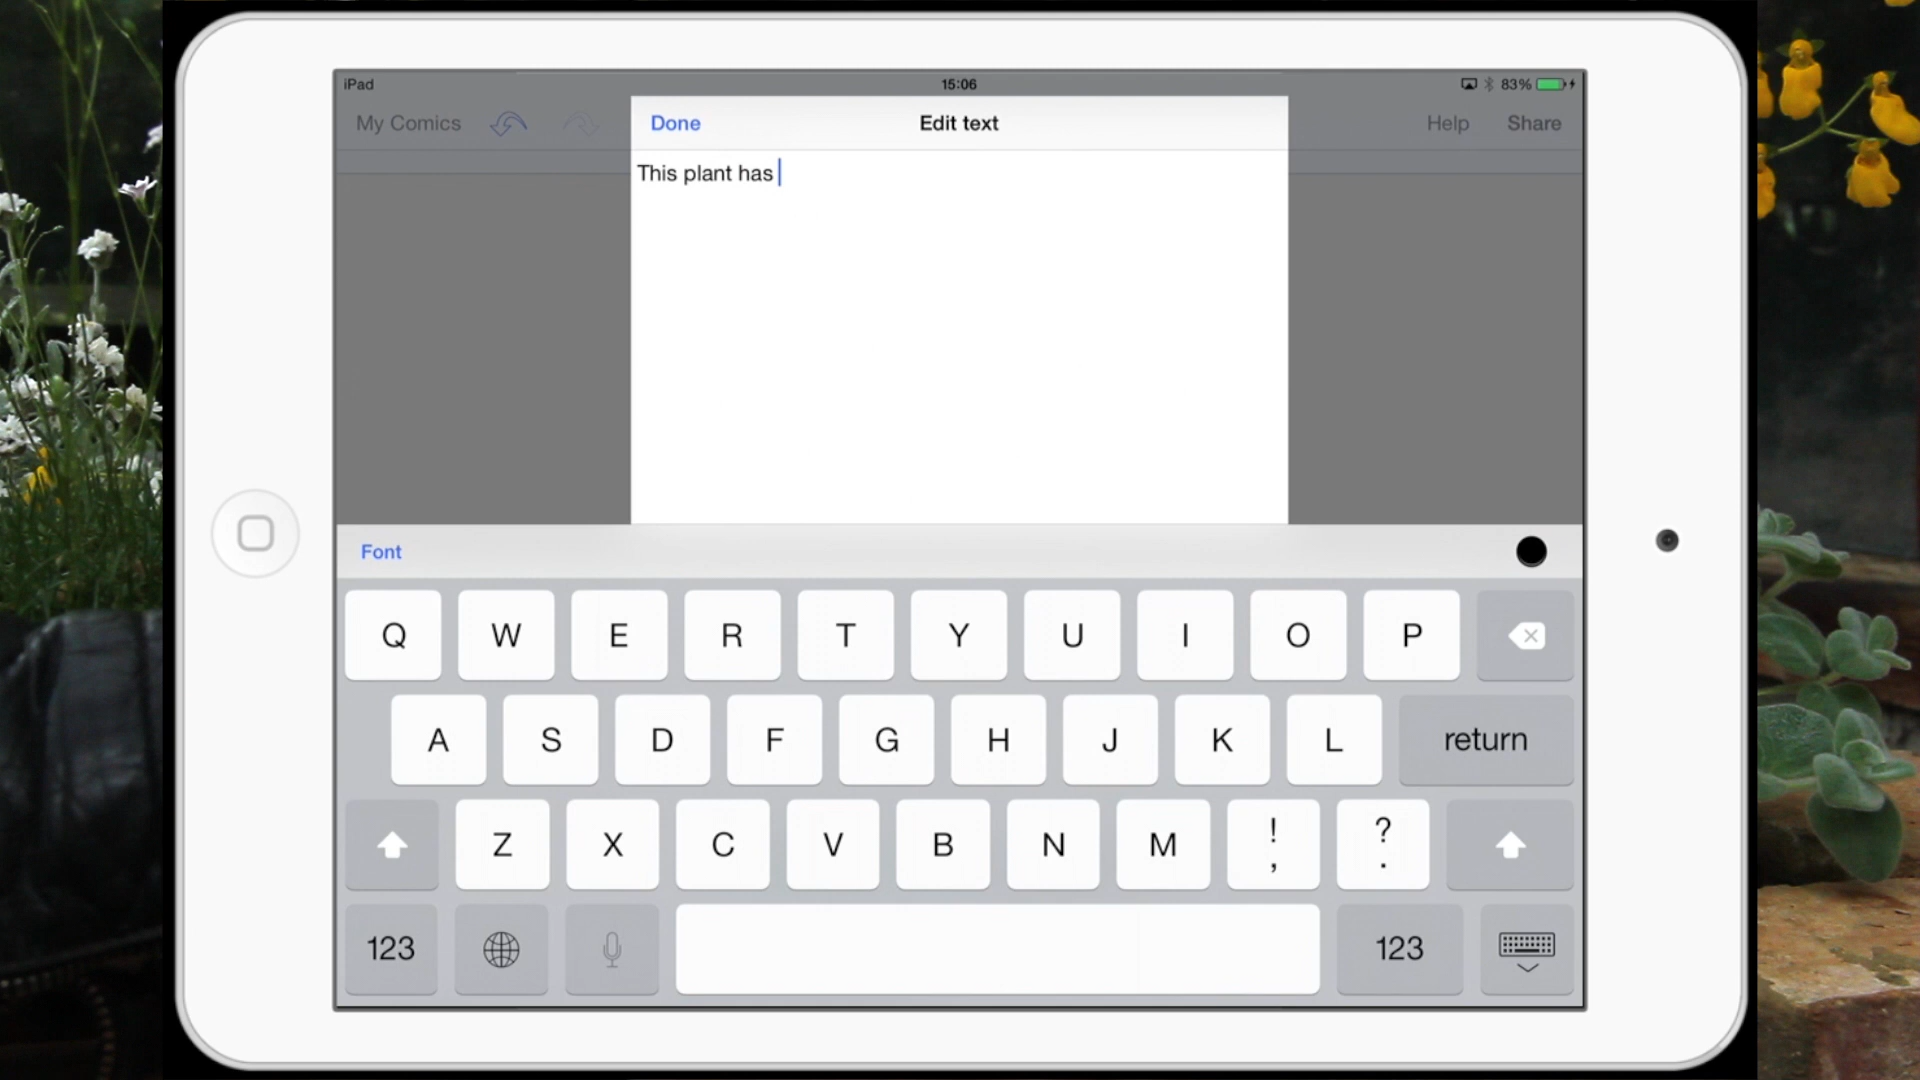 iPad 15:06 83%
My Comics Done Edit text Help Share
This plant has
Font
Q W E R T Y U I O P
A S D F G H J K L return
Z X C V B N M ! , ? .
123 123